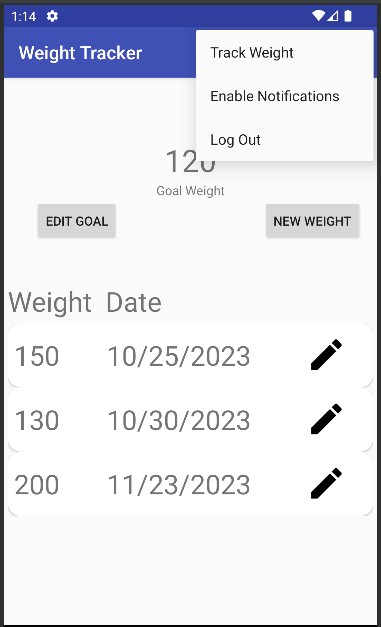 1:14
Weight Tracker
Track Weight
Enable Notifications
Log Out
120
Goal Weight
EDIT GOAL NEW WEIGHT
Weight Date
150 10/25/2023
130 10/30/2023
200 11/23/2023